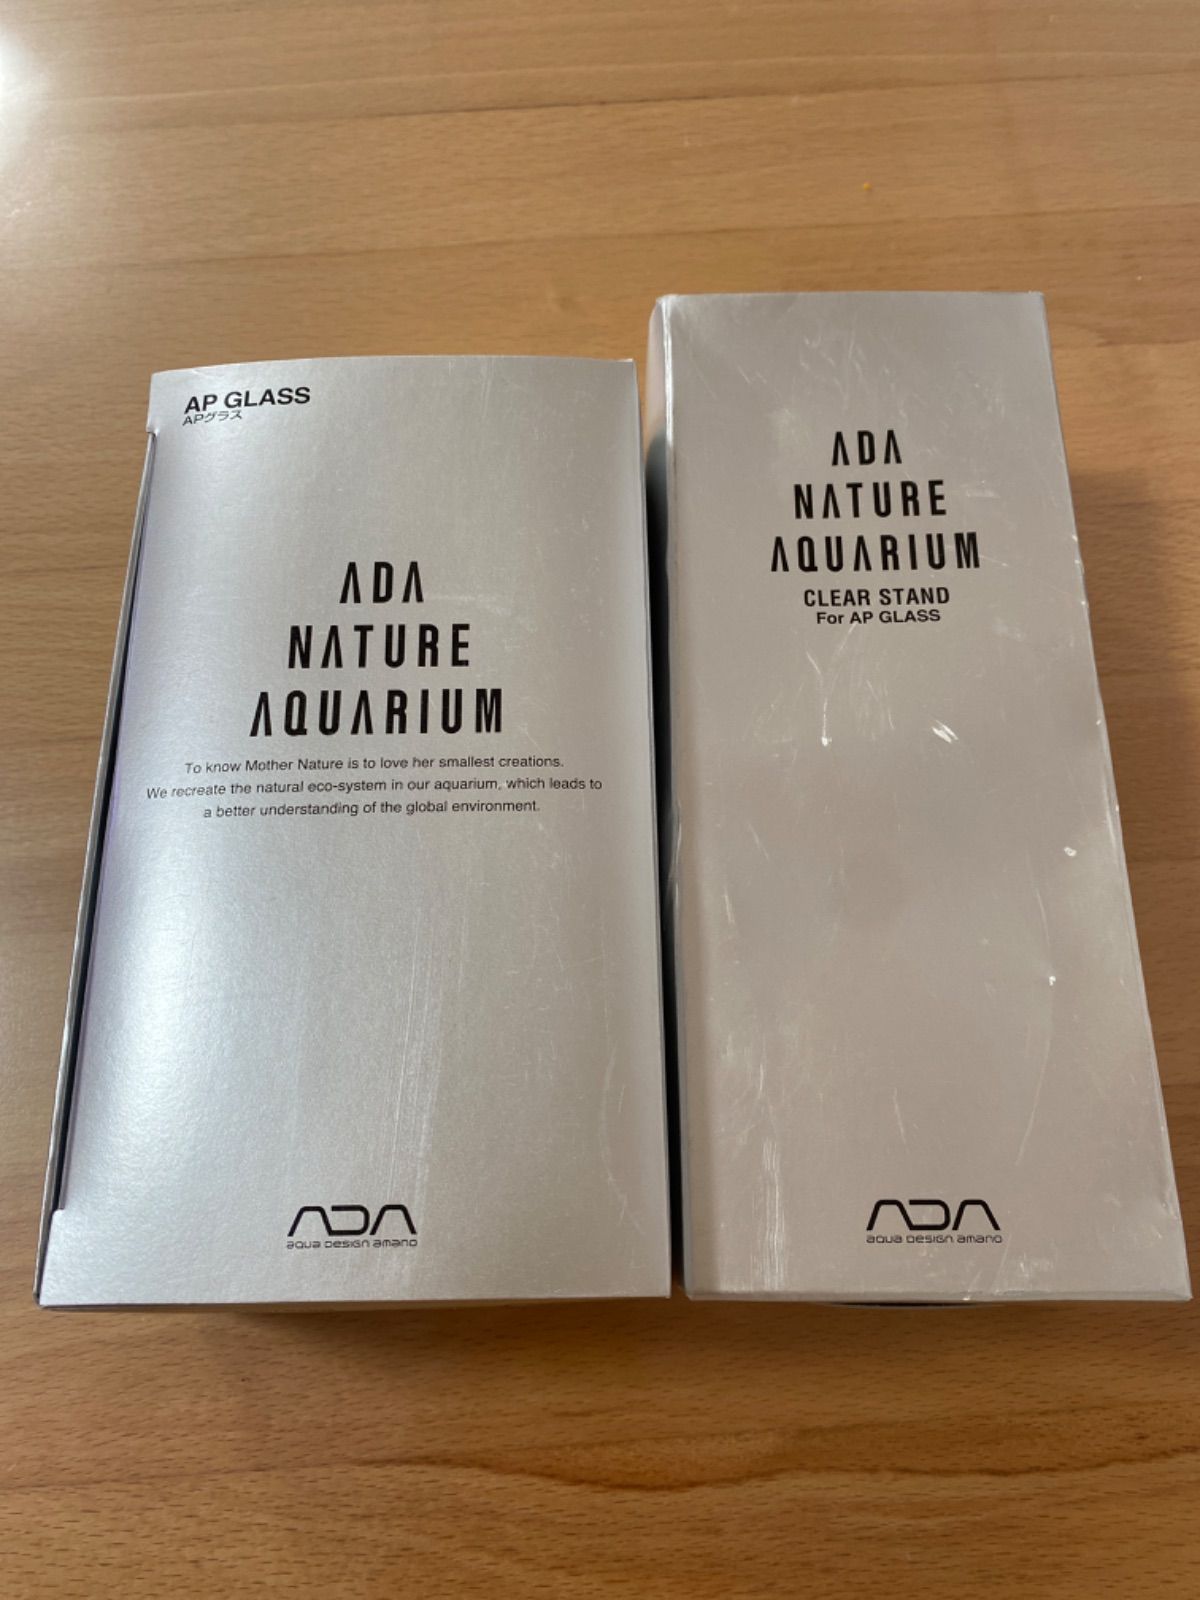 AP GLASS
APグラス
ADA
NATURE
AQUARIUM
To know Mother Nature is to love her smallest creations.
We recreate the natural eco-system in our aquarium, which leads to
a better understanding of the global environment.
ADA
aqua design amano
ADA
NATURE
AQUARIUM
CLEAR STAND
For AP GLASS
ADA
aqua design amano